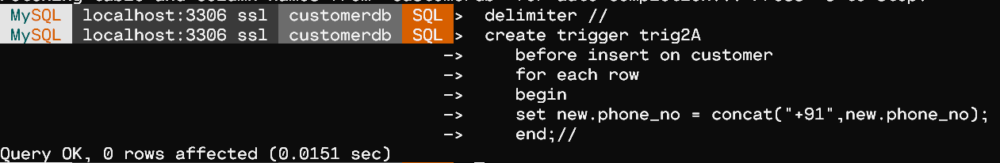 MySQL localhost:3306 ssl customerdb SQL > delimiter //
MySQL localhost:3306 ssl customerdb SQL > create trigger trig2A
-> before insert on customer
-> for each row
-> begin
-> set new.phone_no = concat("+91",new.phone_no);
-> end;//
Query OK, 0 rows affected (0.0151 sec)